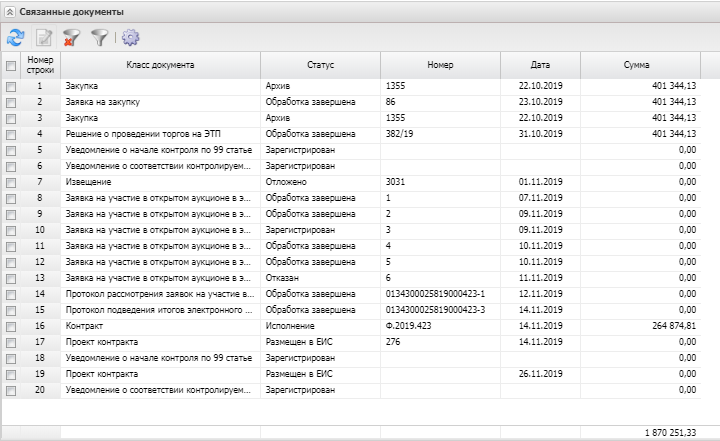 Связанные документы
Номер строки Класс документа Статус Номер Дата Сумма
1 Закупка Архив 1355 22.10.2019 401 344,13
2 Заявка на закупку Обработка завершена 86 23.10.2019 401 344,13
3 Закупка Архив 1355 22.10.2019 401 344,13
4 Решение о проведении торгов на ЭТП Обработка завершена 382/19 31.10.2019 401 344,13
5 Уведомление о начале контроля по 99 статье Зарегистрирован 0,00
6 Уведомление о соответствии контролируем... Зарегистрирован 0,00
7 Извещение Отложено 3031 01.11.2019 0,00
8 Заявка на участие в открытом аукционе в э... Обработка завершена 1 07.11.2019 0,00
9 Заявка на участие в открытом аукционе в э... Обработка завершена 2 09.11.2019 0,00
10 Заявка на участие в открытом аукционе в э... Зарегистрирован 3 09.11.2019 0,00
11 Заявка на участие в открытом аукционе в э... Обработка завершена 4 10.11.2019 0,00
12 Заявка на участие в открытом аукционе в э... Обработка завершена 5 10.11.2019 0,00
13 Заявка на участие в открытом аукционе в э... Отказан 6 11.11.2019 0,00
14 Протокол рассмотрения заявок на участие в... Обработка завершена 0134300025819000423-1 12.11.2019 0,00
15 Протокол подведения итогов электронного ... Обработка завершена 0134300025819000423-3 14.11.2019 0,00
16 Контракт Исполнение Ф.2019.423 14.11.2019 264 874,81
17 Проект контракта Размещен в ЕИС 276 14.11.2019 0,00
18 Уведомление о начале контроля по 99 статье Зарегистрирован 0,00
19 Проект контракта Размещен в ЕИС 26.11.2019 0,00
20 Уведомление о соответствии контролируем... Зарегистрирован 0,00
1 870 251,33